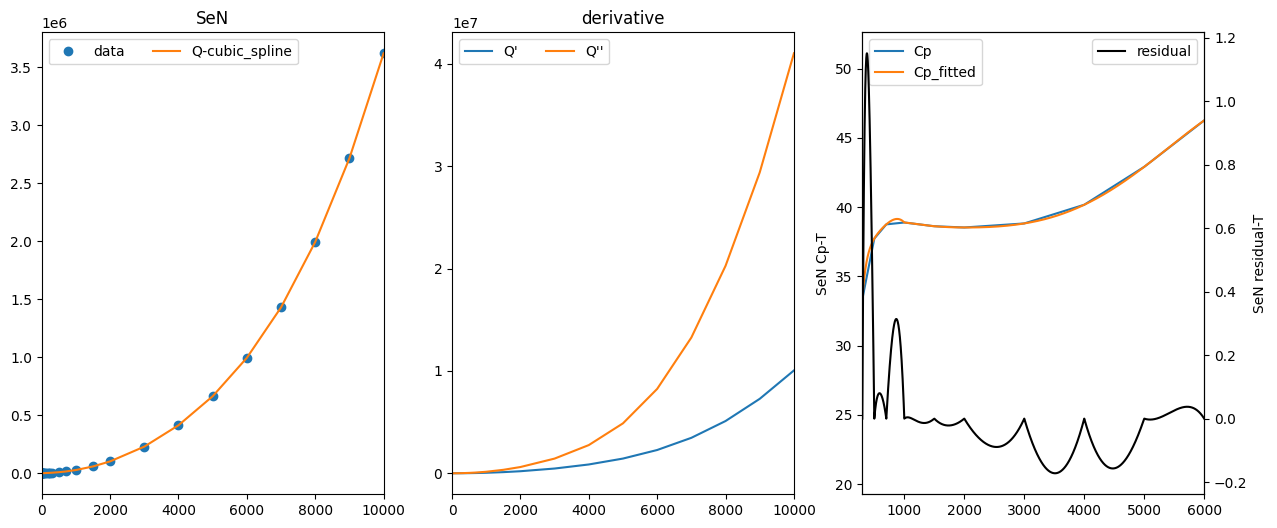 SeN
1e6
data
Q-cubic_spline
3.5
3.0
2.5
2.0
1.5
1.0
0.5
0.0
0 2000 4000 6000 8000 10000
derivative
1e7
Q' Q''
4
3
2
1
0
0 2000 4000 6000 8000 10000
Cp
Cp_fitted
residual
SeN Cp-T
50
45
40
35
30
25
20
1000 2000 3000 4000 5000 6000
1.2
1.0
0.8
0.6
0.4
0.2
0.0
−0.2
SeN residual-T